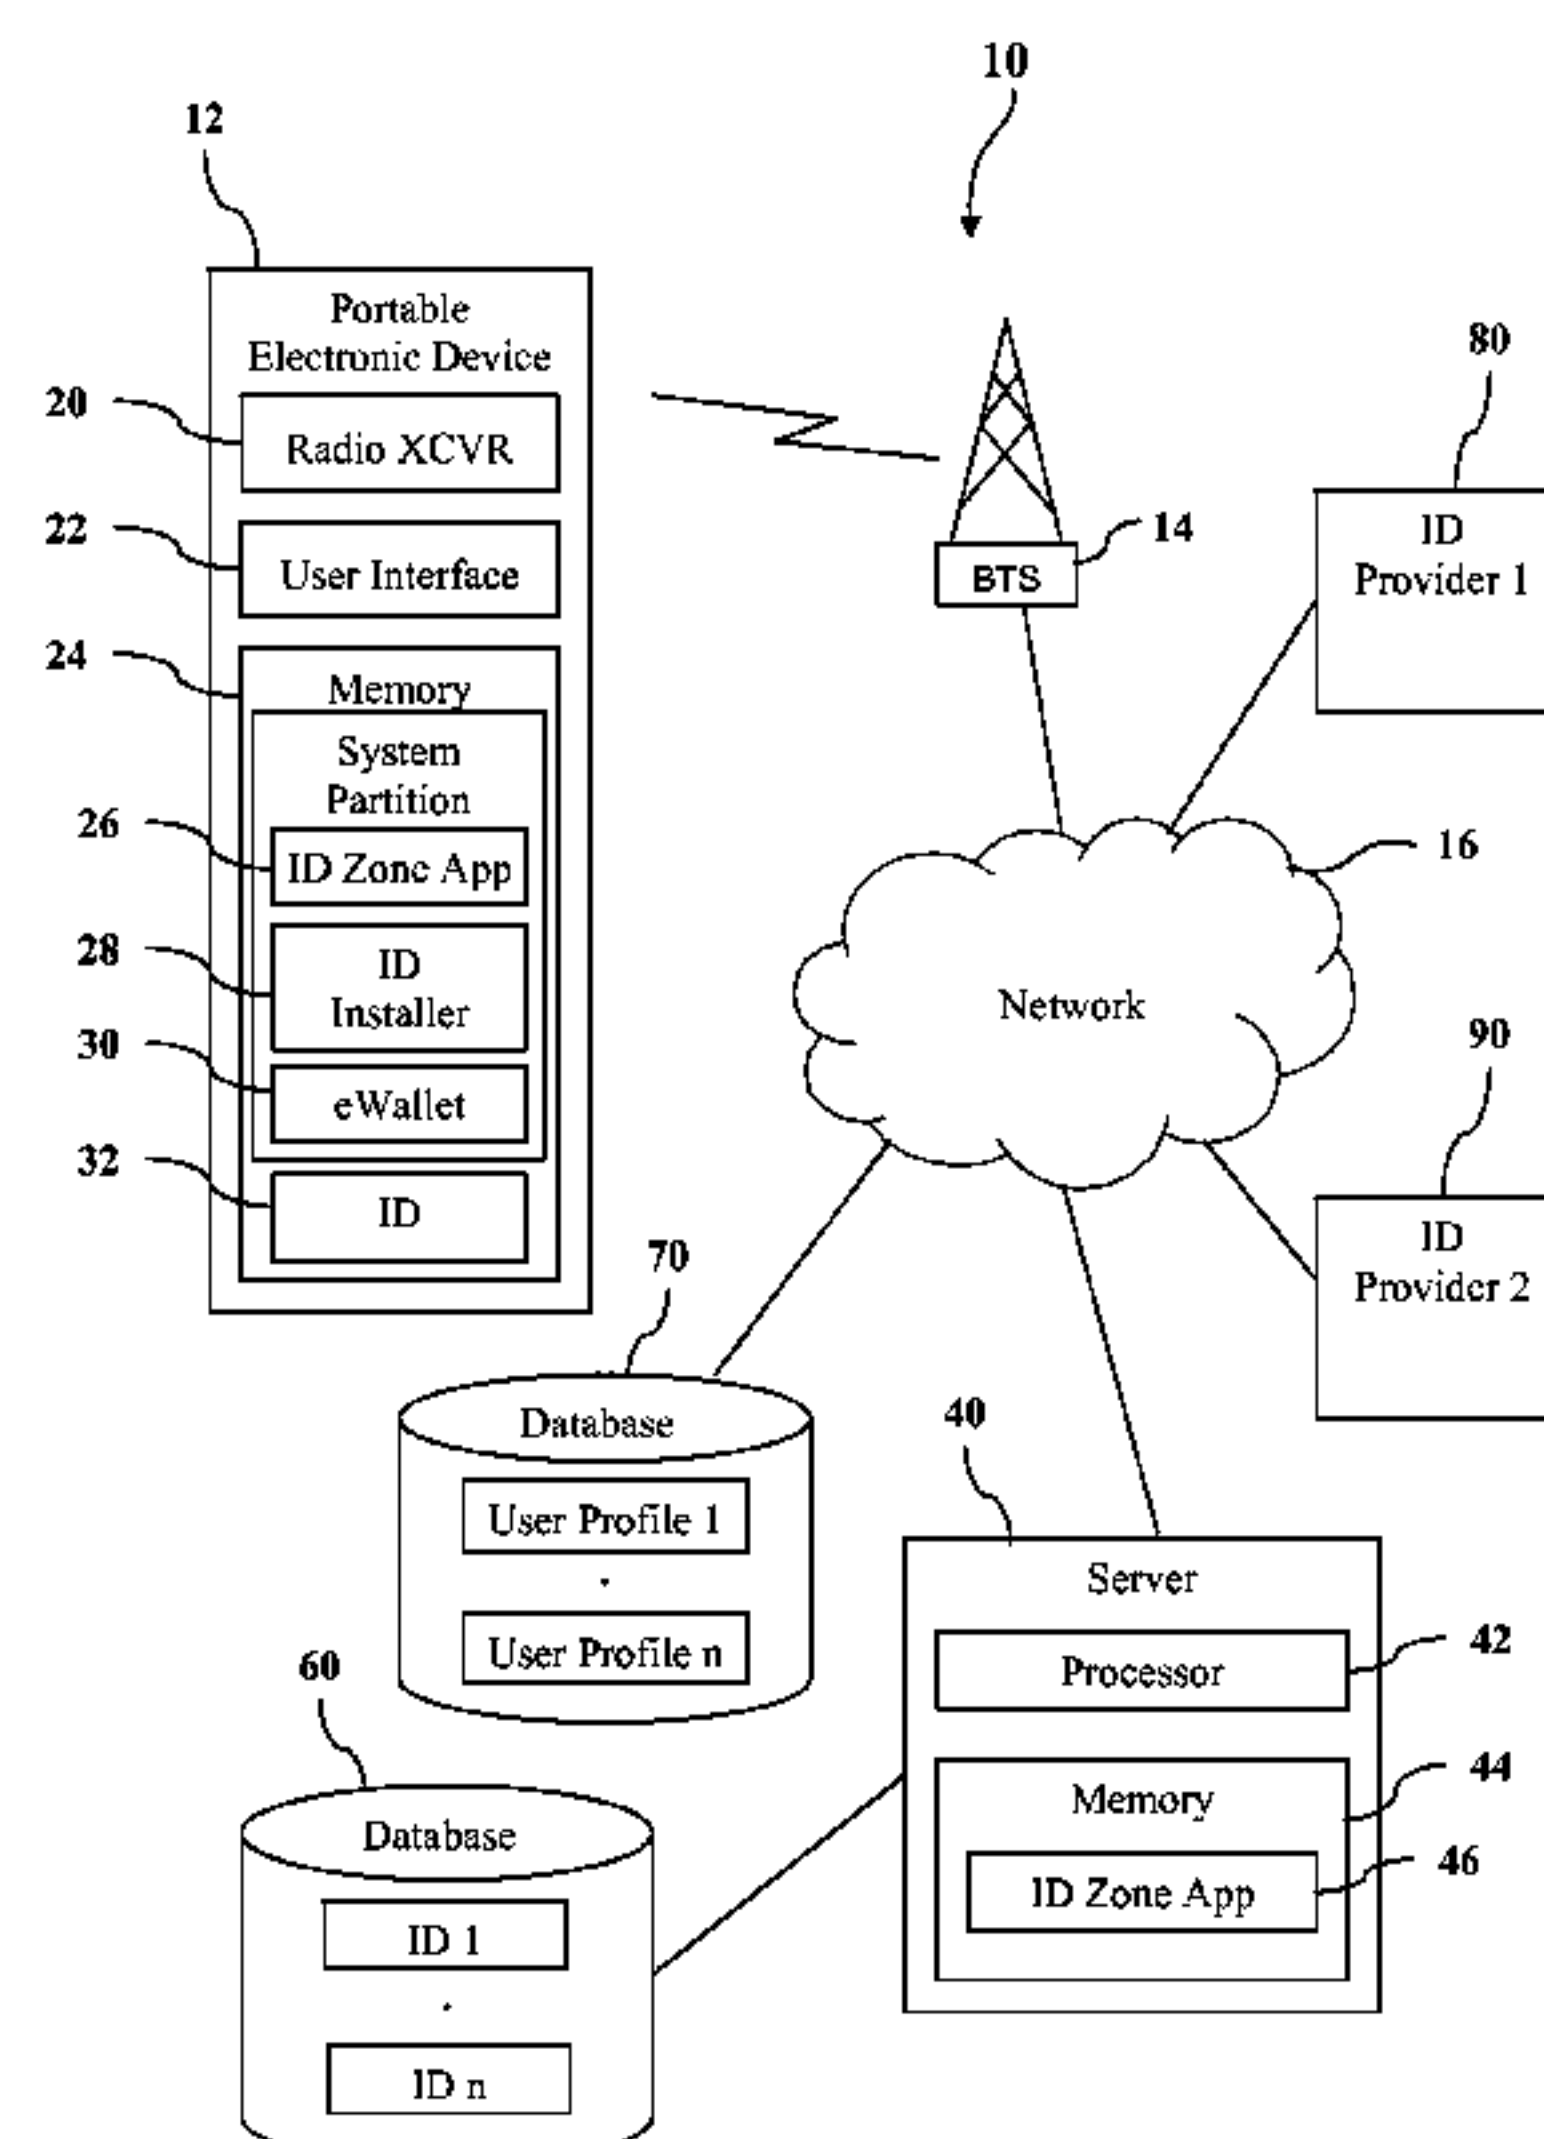 10
12
Portable
Electronic Device
80
20
Radio XCVR
22
User Interface
14
BTS
ID
Provider 1
24
Memory
System
Partition
26
ID Zone App
16
28
ID
Installer
Network
30
eWallet
90
32
ID
ID
Provider 2
70
Database
User Profile 1
.
User Profile n
40
Server
42
Processor
44
Memory
46
ID Zone App
60
Database
ID 1
.
ID n